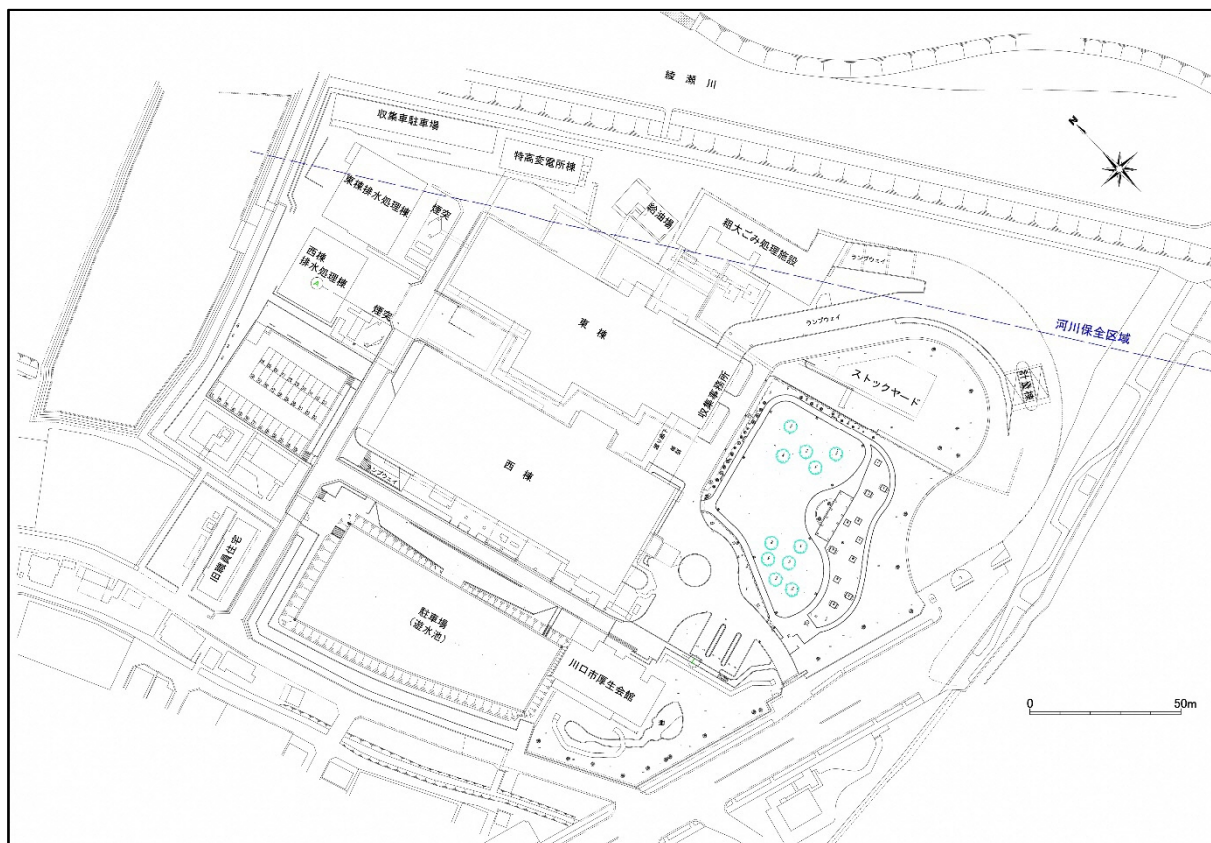 綾瀬川
収集車駐車場
特高変電所棟
N
東棟排水処理棟
煙突
給油場
粗大ごみ処理施設
ランプウェイ
西棟
排水処理棟
A
煙突
東棟
ランプウェイ
河川保全区域
ストックヤード
計量棟
収集事務所
西棟
ランプウェイ
旧職員住宅
駐車場
(遊水池)
川口市厚生会館
0
50m